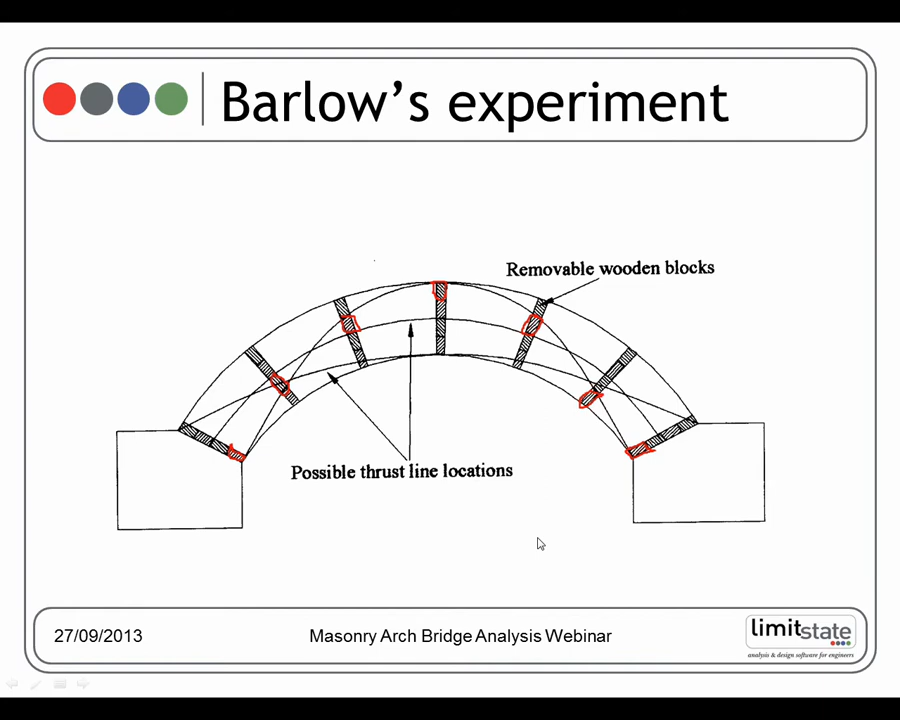 Barlow's experiment
Removable wooden blocks
Possible thrust line locations
27/09/2013
Masonry Arch Bridge Analysis Webinar
limitstate
analysis & design software for engineers